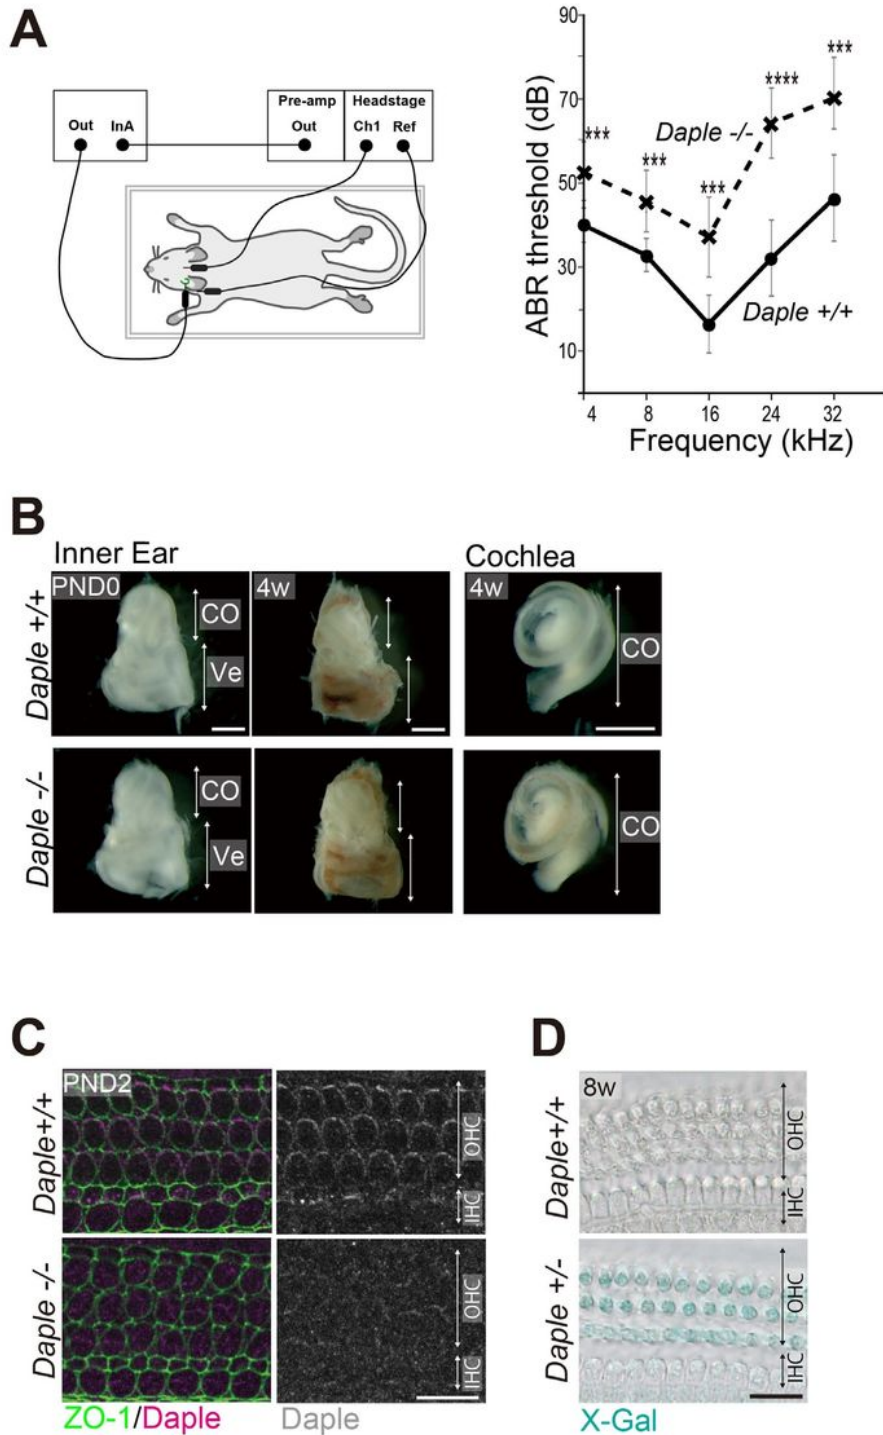 A
Pre-amp Headstage
Out InA Out Ch1 Ref
ABR threshold (dB)
90
70
50
30
10
***
***
***
****
***
Daple -/-
Daple +/+
4 8 16 24 32
Frequency (kHz)
B
Inner Ear
Cochlea
Daple +/+
PND0
CO
Ve
4w
4w
CO
Daple -/-
CO
Ve
CO
C
Daple+/+
PND2
OHC
IHC
Daple -/-
OHC
IHC
ZO-1/Daple
Daple
D
Daple+/+
8w
OHC
IHC
Daple +/-
OHC
IHC
X-Gal